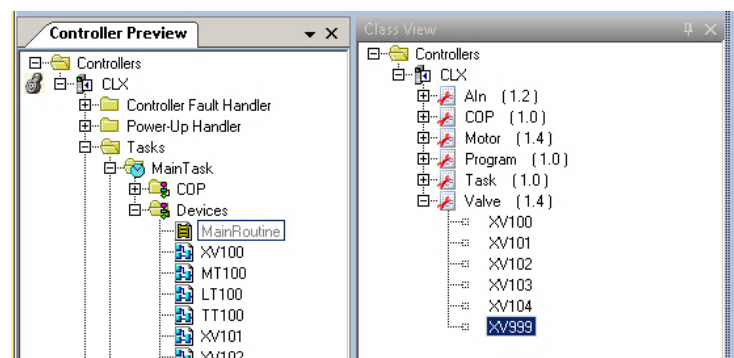 Controller Preview
Controllers
CLX
Controller Fault Handler
Power-Up Handler
Tasks
MainTask
COP
Devices
MainRoutine
XV100
MT100
LT100
TT100
XV101
XV102
Class View
Controllers
CLX
AIn (1.2)
COP (1.0)
Motor (1.4)
Program (1.0)
Task (1.0)
Valve (1.4)
XV100
XV101
XV102
XV103
XV104
XV999